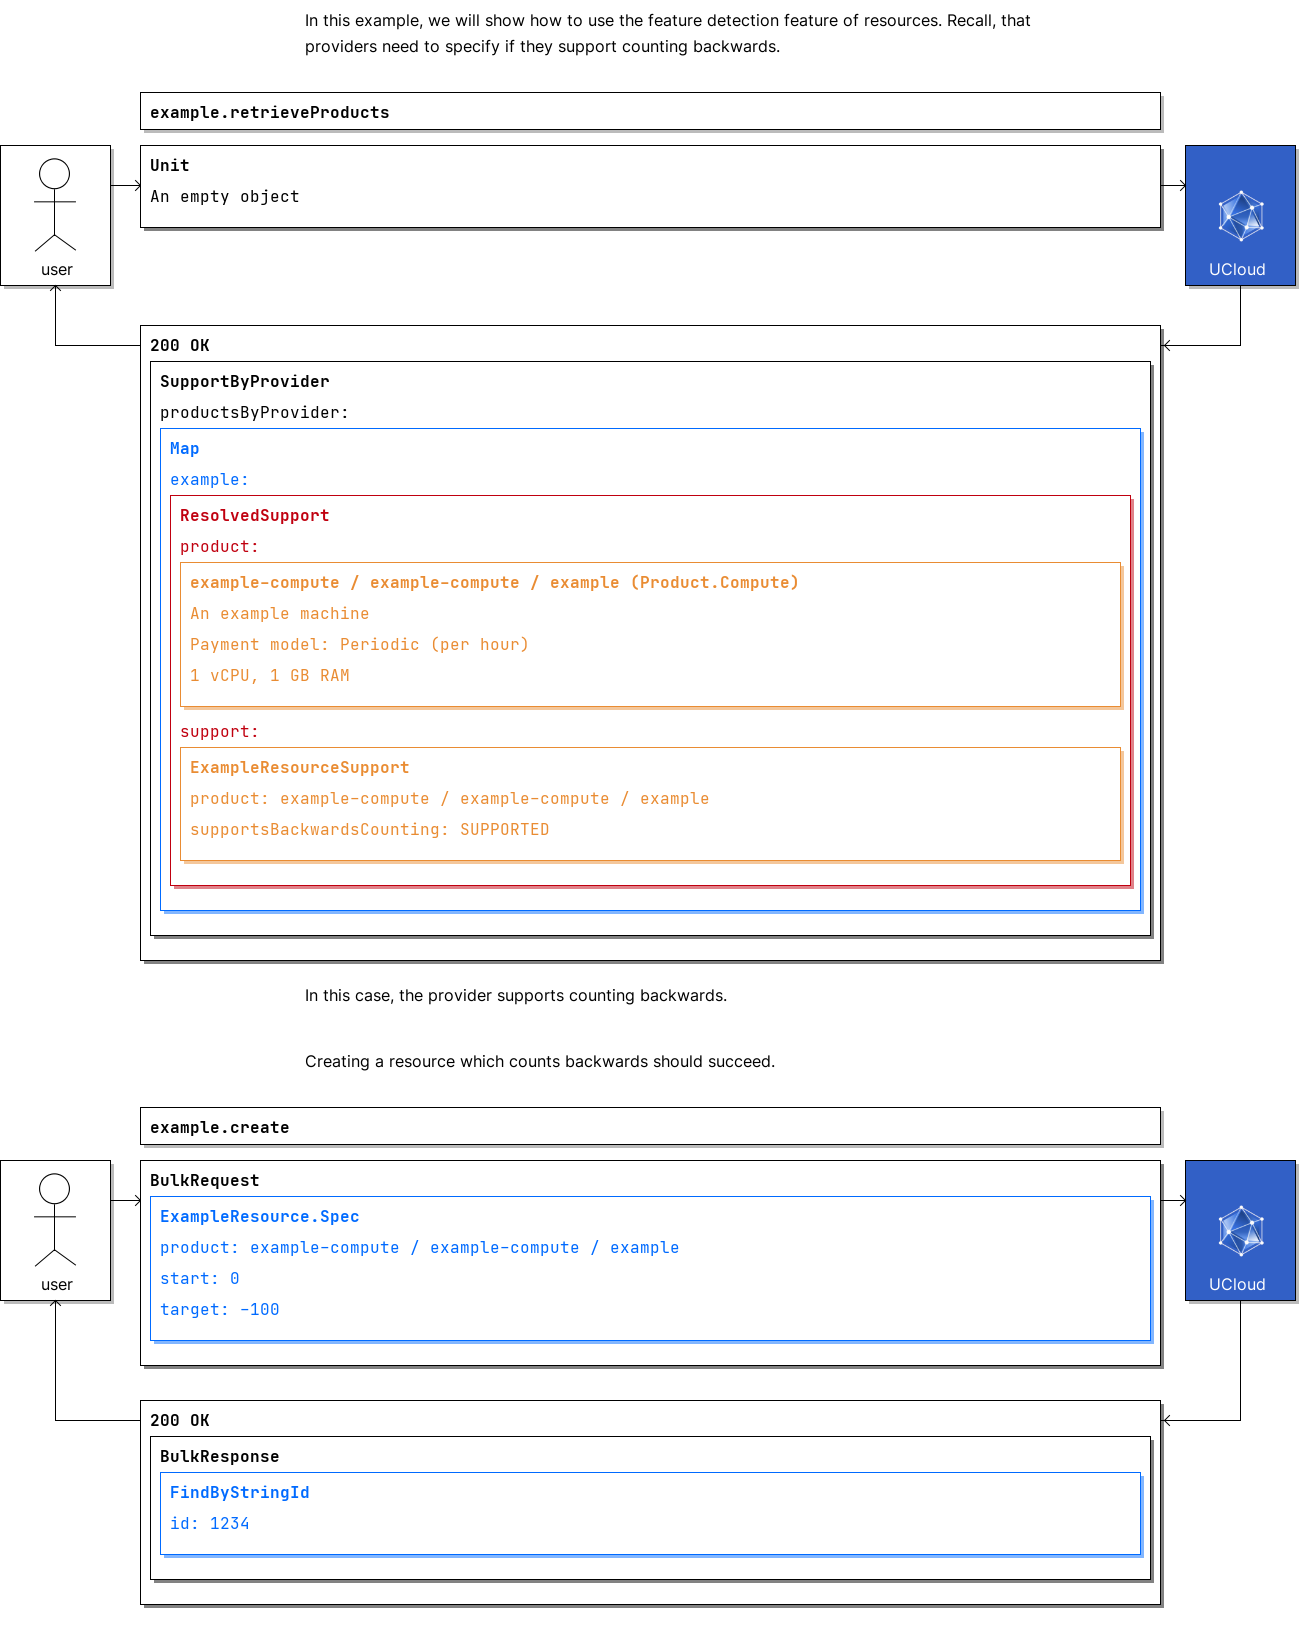 In this example, we will show how to use the feature detection feature of resources. Recall, that
providers need to specify if they support counting backwards.
example.retrieveProducts
Unit
An empty object
user
UCloud
200 OK
SupportByProvider
productsByProvider:
Map
example:
ResolvedSupport
product:
example-compute / example-compute / example (Product.Compute)
An example machine
Payment model: Periodic (per hour)
1 vCPU, 1 GB RAM
support:
ExampleResourceSupport
product: example-compute / example-compute / example
supportsBackwardsCounting: SUPPORTED
In this case, the provider supports counting backwards.
Creating a resource which counts backwards should succeed.
example.create
BulkRequest
ExampleResource.Spec
product: example-compute / example-compute / example
start: 0
target: -100
user
UCloud
200 OK
BulkResponse
FindByStringId
id: 1234